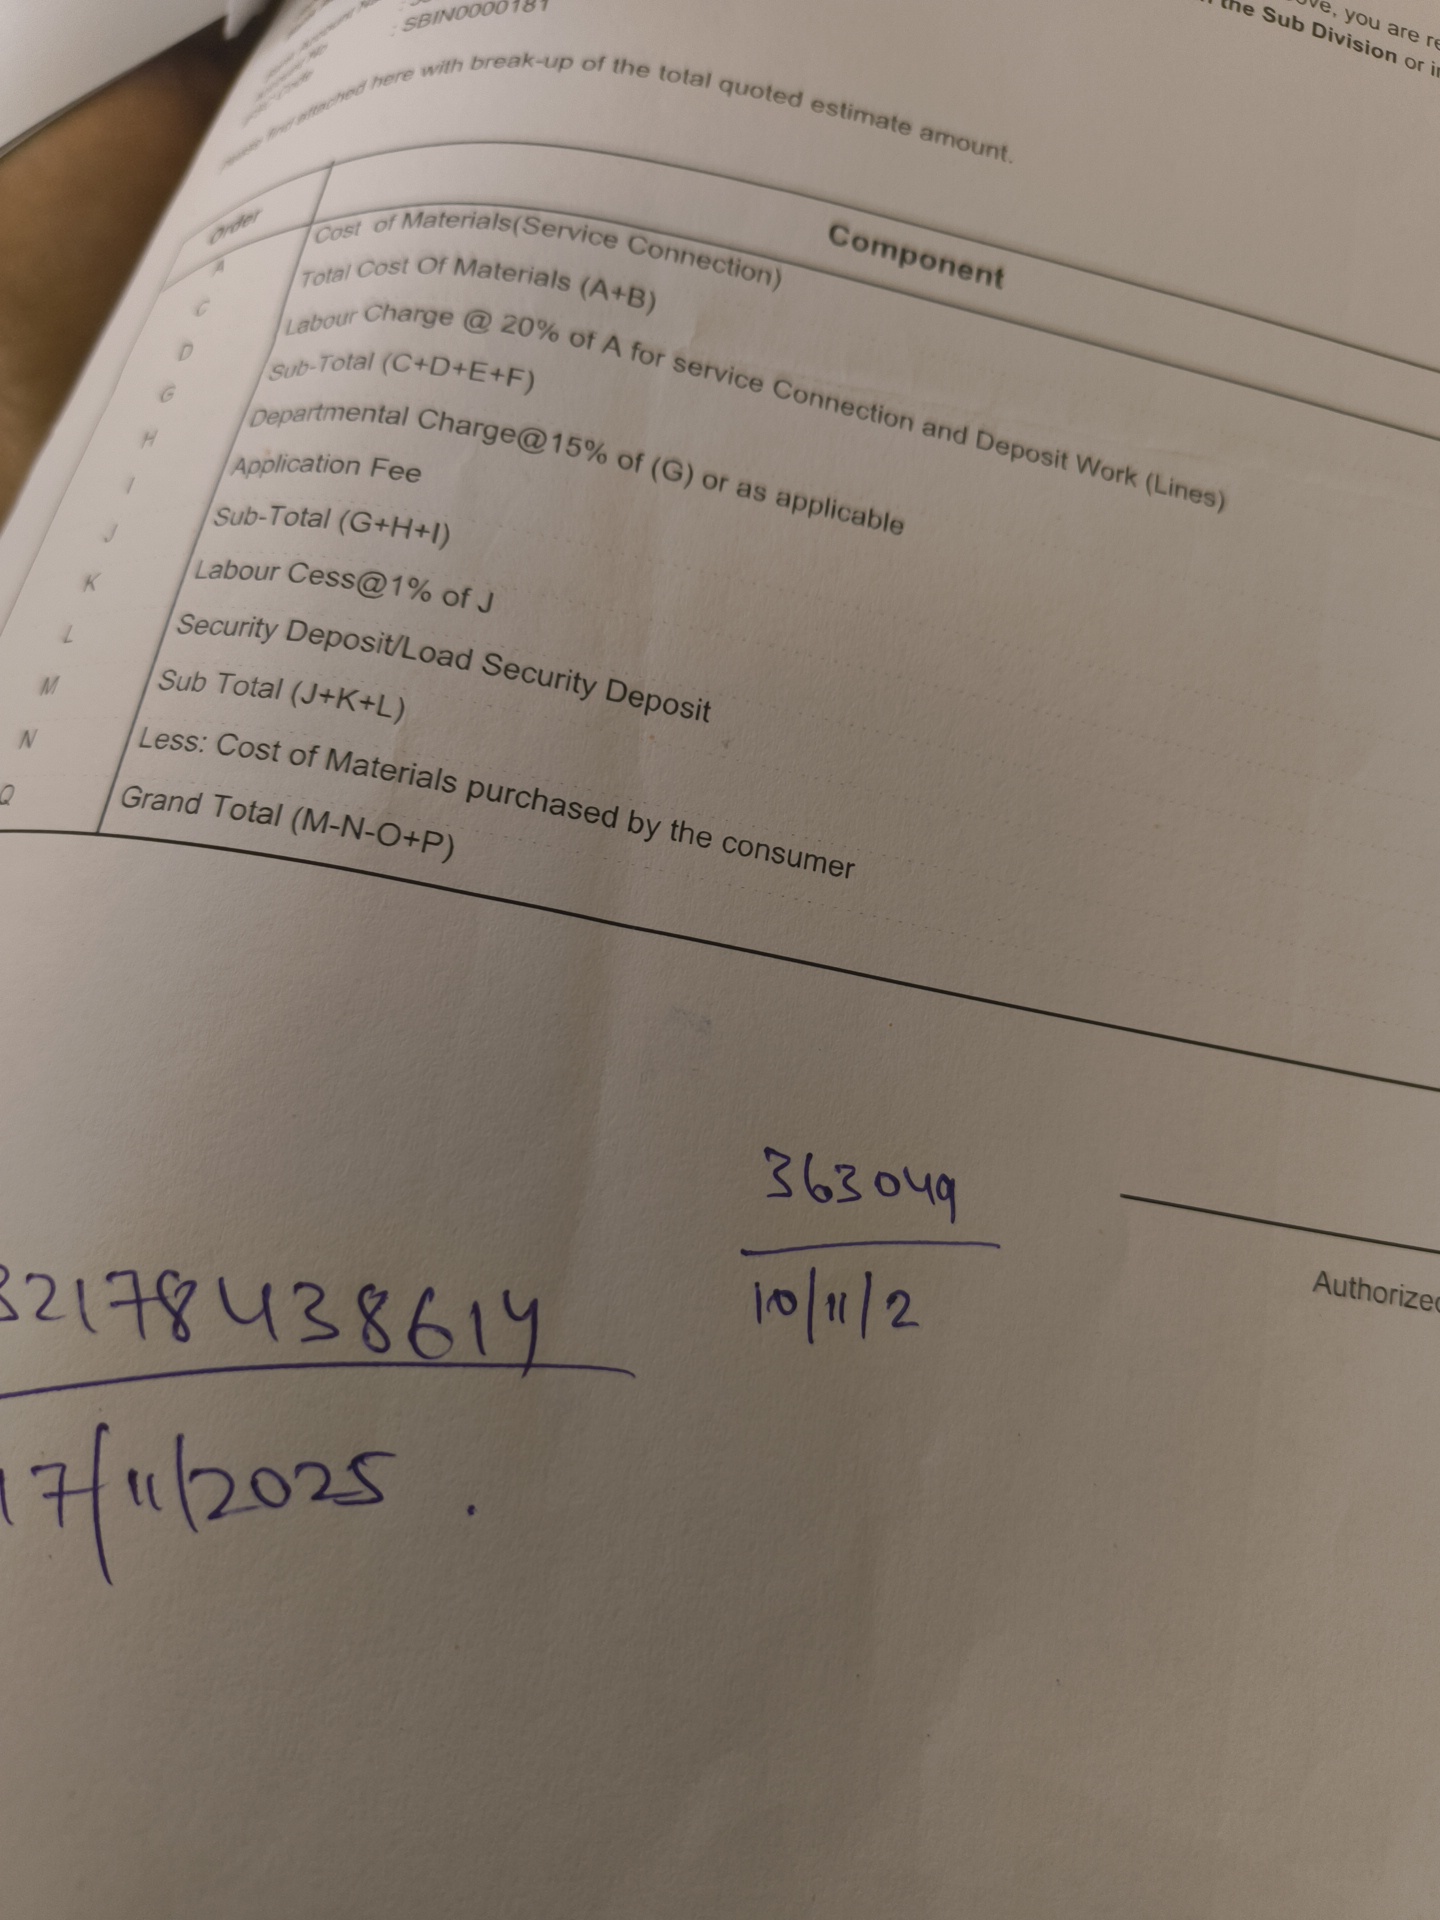 : SBIN0000181
ove, you are re
the Sub Division or in
attached here with break-up of the total quoted estimate amount.
Order Component
A Cost of Materials(Service Connection)
C Total Cost Of Materials (A+B)
D Labour Charge @ 20% of A for service Connection and Deposit Work (Lines)
G Sub-Total (C+D+E+F)
H Departmental Charge@15% of (G) or as applicable
I Application Fee
J Sub-Total (G+H+I)
K Labour Cess@1% of J
L Security Deposit/Load Security Deposit
M Sub Total (J+K+L)
N Less: Cost of Materials purchased by the consumer
Q Grand Total (M-N-O+P)
363049
10/11/2
32178438614
17/11/2025.
Authorized